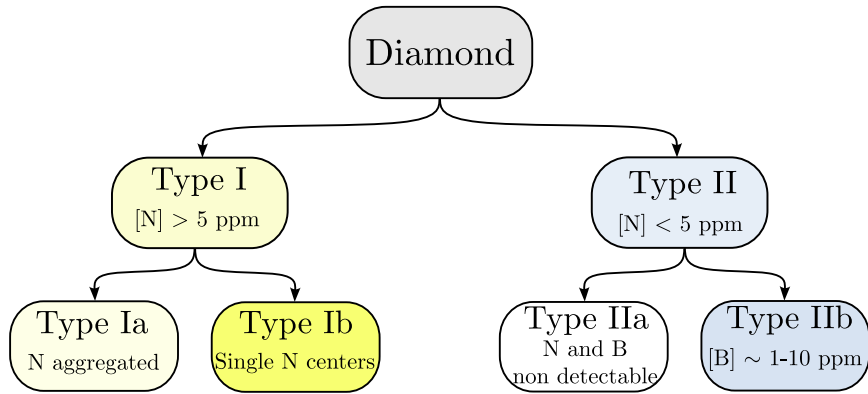 Diamond
Type I
[N] > 5 ppm
Type II
[N] < 5 ppm
Type Ia
N aggregated
Type Ib
Single N centers
Type IIa
N and B
non detectable
Type IIb
[B] ∼ 1-10 ppm